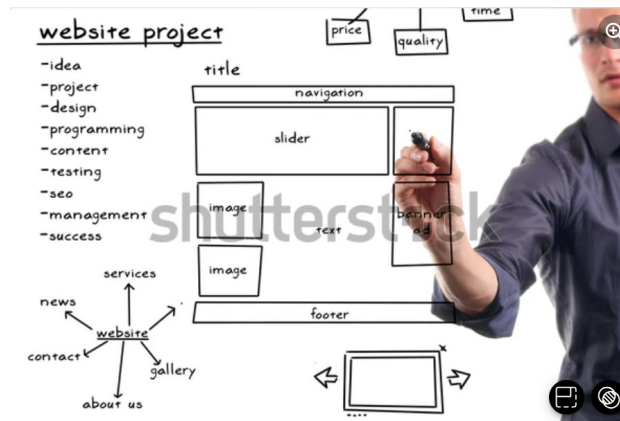 website project
-idea
-project
-design
-programming
-content
-testing
-seo
-management
-success
price
quality
time
title
navigation
slider
image
text
banner
ad
image
footer
services
news
website
contact
gallery
about us
shutterstock